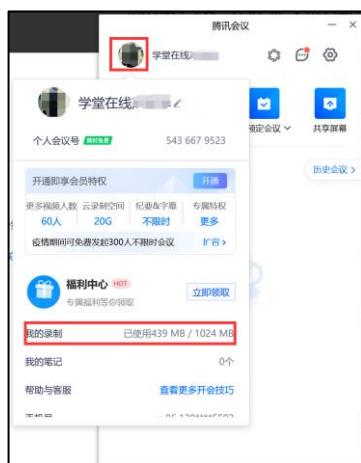 腾讯会议
学堂在线
学堂在线
预定会议
共享屏幕
个人会议号 限时免费 543 667 9523
历史会议 >
开通即享会员特权 开通
更多视频人数 云录制空间 纪要&字幕 专属特权
60人 20G 不限时 更多
疫情期间可免费发起300人不限时会议 扩容 >
福利中心 HOT
专属福利等你领取
立即领取
我的录制 已使用439 MB / 1024 MB
我的笔记 0个
帮助与客服 查看更多开会技巧